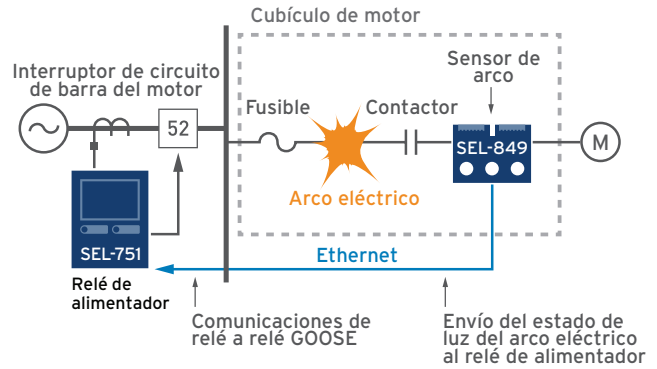 Cubículo de motor
Interruptor de circuito
de barra del motor
Sensor de
arco
52
Fusible
Contactor
SEL-849
M
Arco eléctrico
SEL-751
Ethernet
Relé de
alimentador
Comunicaciones de
relé a relé GOOSE
Envío del estado de
luz del arco eléctrico
al relé de alimentador